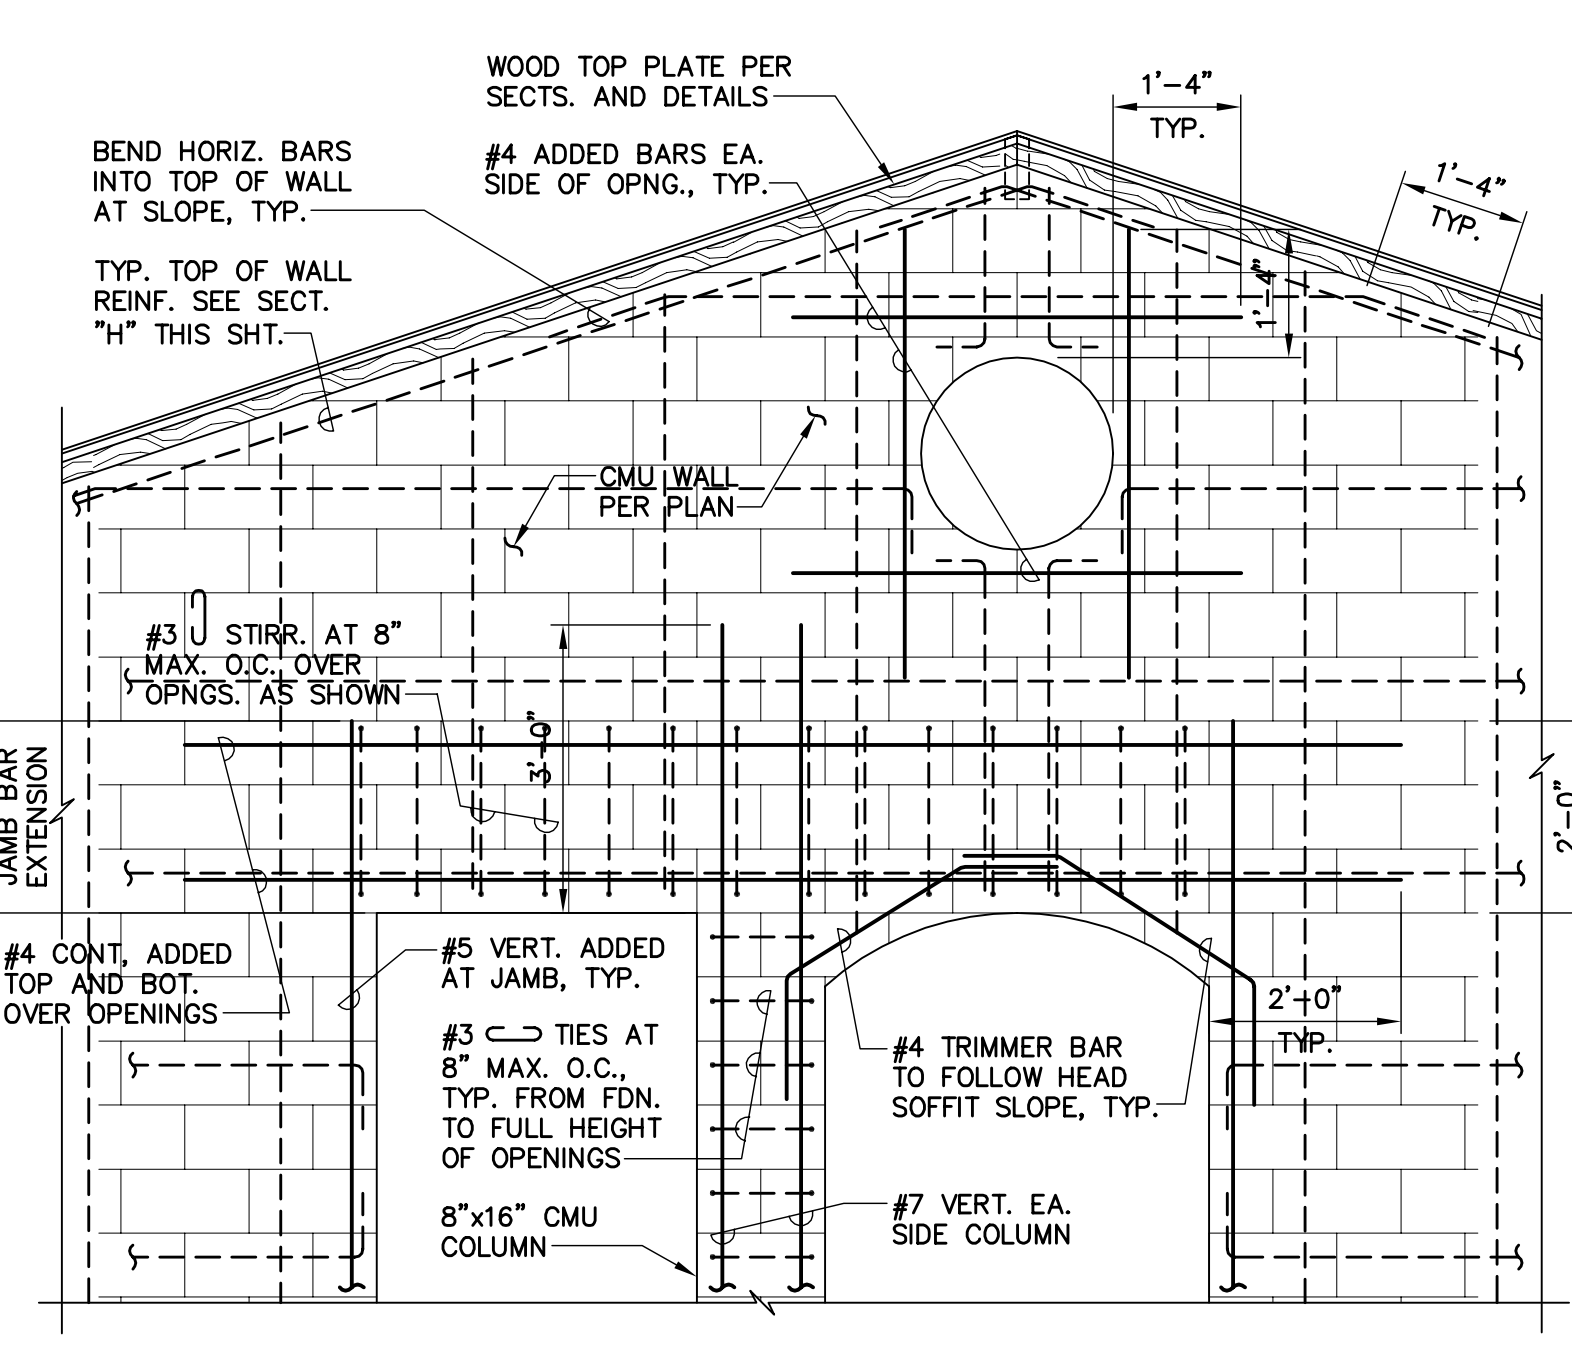 WOOD TOP PLATE PER
SECTS. AND DETAILS
1'-4"
TYP.
BEND HORIZ. BARS
INTO TOP OF WALL
AT SLOPE, TYP.
#4 ADDED BARS EA.
SIDE OF OPNG., TYP.
1'-4"
TYP.
TYP. TOP OF WALL
REINF. SEE SECT.
"H" THIS SHT.
1'-4"
CMU WALL
PER PLAN
#3 STIRR. AT 8"
MAX. O.C. OVER
OPNGS. AS SHOWN
3'-0"
JAMB BAR
EXTENSION
2'-0"
#4 CONT, ADDED
TOP AND BOT.
OVER OPENINGS
#5 VERT. ADDED
AT JAMB, TYP.
2'-0"
TYP.
#3 TIES AT
8" MAX. O.C.,
TYP. FROM FDN.
TO FULL HEIGHT
OF OPENINGS
#4 TRIMMER BAR
TO FOLLOW HEAD
SOFFIT SLOPE, TYP.
8"x16" CMU
COLUMN
#7 VERT. EA.
SIDE COLUMN